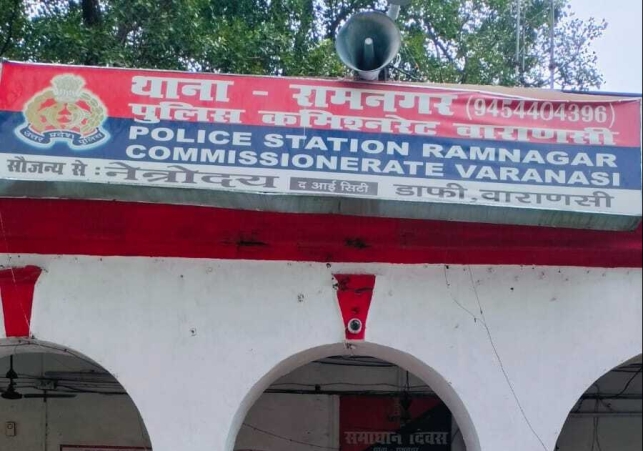 थाना - रामनगर (9454404396)
पुलिस कमिश्नरेट वाराणसी
POLICE STATION RAMNAGAR
COMMISSIONERATE VARANASI
सौजन्य से : नेत्रोदय द आई सिटी डाफी, वाराणसी
समाधान दिवस